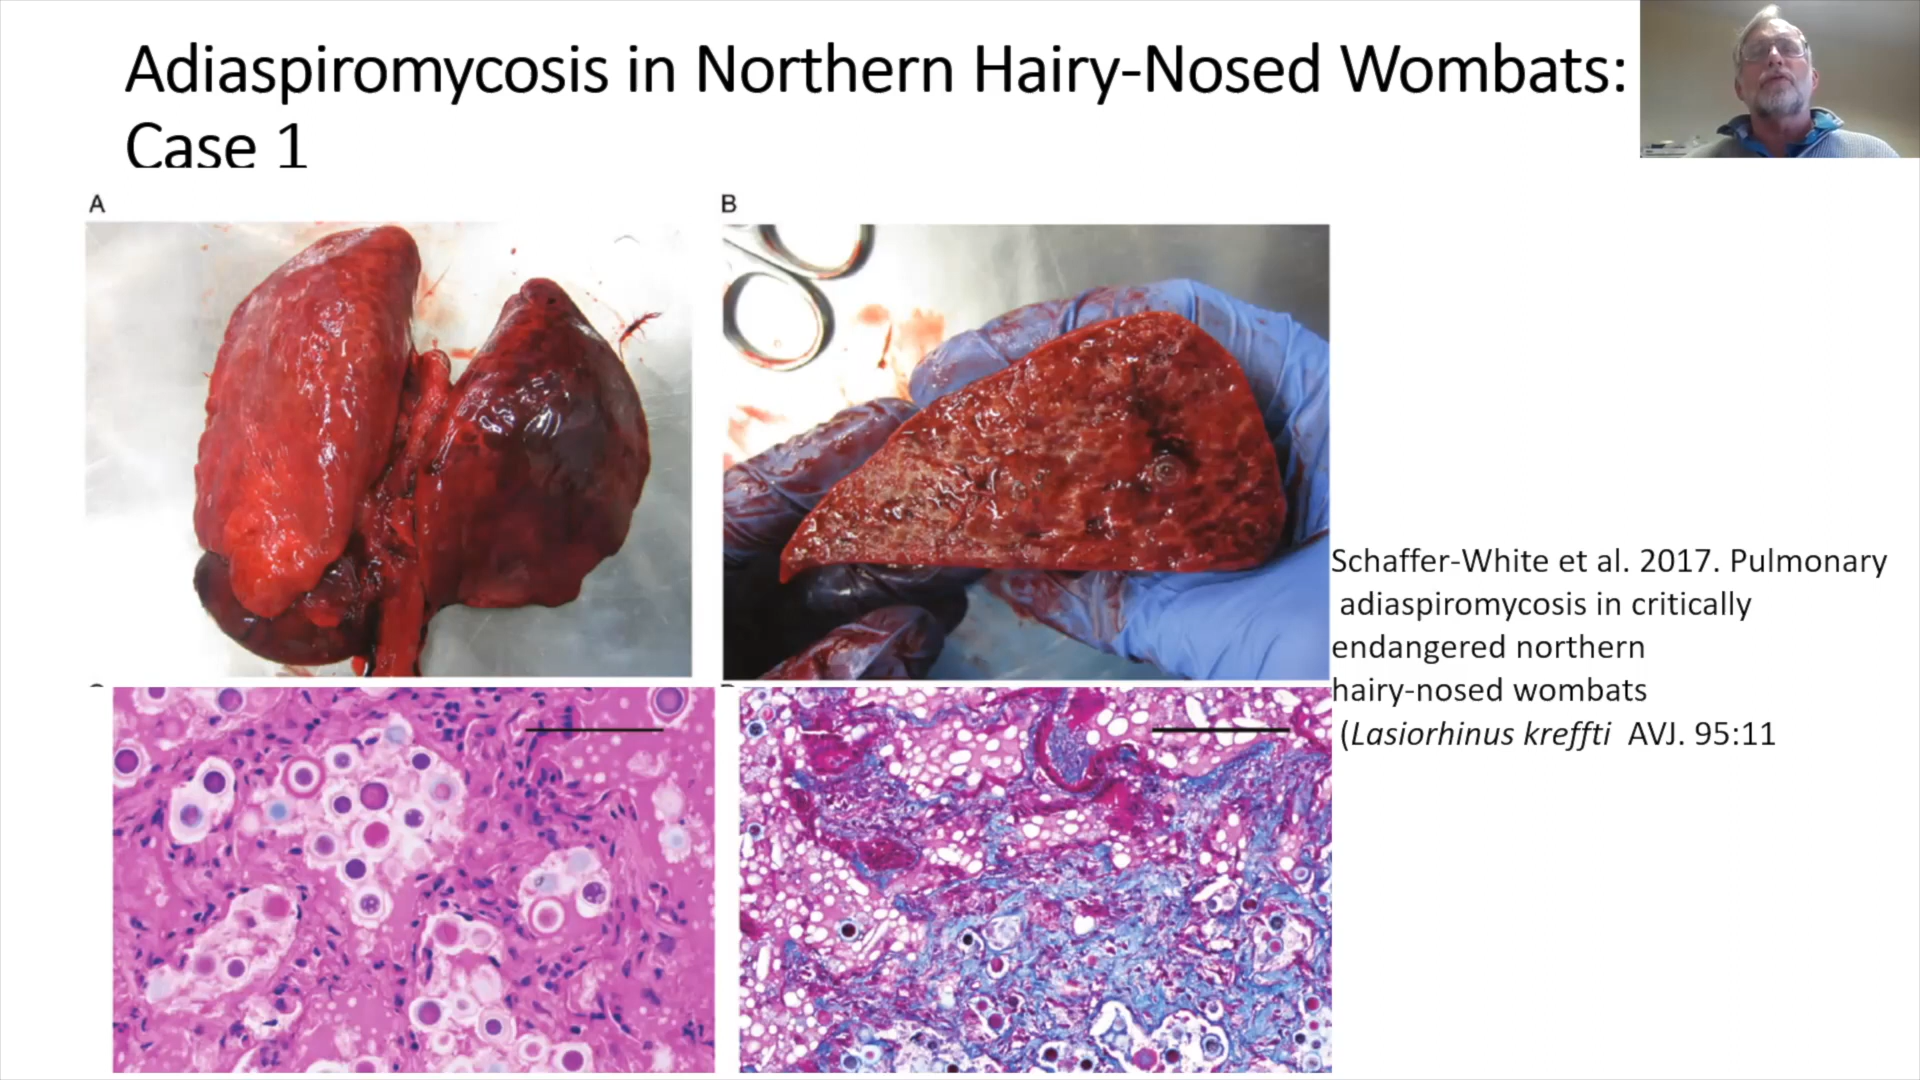 Adiaspiromycosis in Northern Hairy-Nosed Wombats:
Case 1
A
B
Schaffer-White et al. 2017. Pulmonary
adiaspiromycosis in critically
endangered northern
hairy-nosed wombats
(Lasiorhinus kreffti AVJ. 95:11